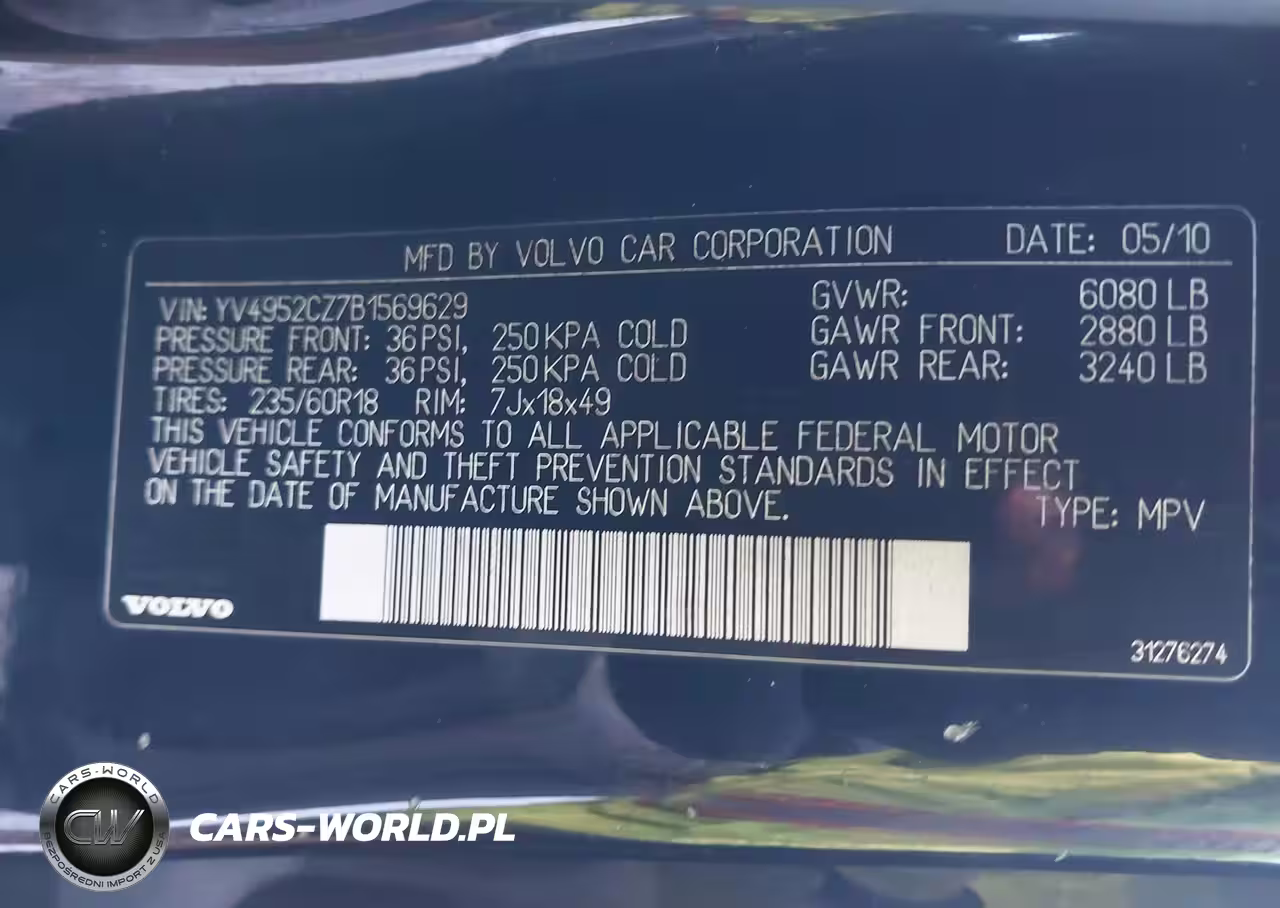 MFD BY VOLVO CAR CORPORATION DATE: 05/10
VIN: YV4952CZ7B1569629 GVWR: 6080 LB
PRESSURE FRONT: 36 PSI, 250 KPA COLD GAWR FRONT: 2880 LB
PRESSURE REAR: 36 PSI, 250 KPA COLD GAWR REAR: 3240 LB
TIRES: 235/60R18 RIM: 7Jx18x49
THIS VEHICLE CONFORMS TO ALL APPLICABLE FEDERAL MOTOR
VEHICLE SAFETY AND THEFT PREVENTION STANDARDS IN EFFECT
ON THE DATE OF MANUFACTURE SHOWN ABOVE.
TYPE: MPV
VOLVO
31276274
CARS-WORLD
CW
BEZPOŚREDNI IMPORT Z USA
CARS-WORLD.PL